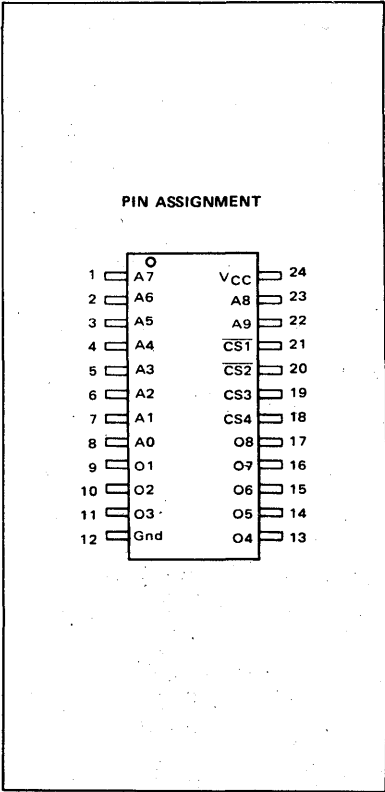 PIN ASSIGNMENT
1 A7 VCC 24
2 A6 A8 23
3 A5 A9 22
4 A4 C̅S̅1̅ 21
5 A3 C̅S̅2̅ 20
6 A2 CS3 19
7 A1 CS4 18
8 A0 O8 17
9 O1 O7 16
10 O2 O6 15
11 O3 O5 14
12 Gnd O4 13